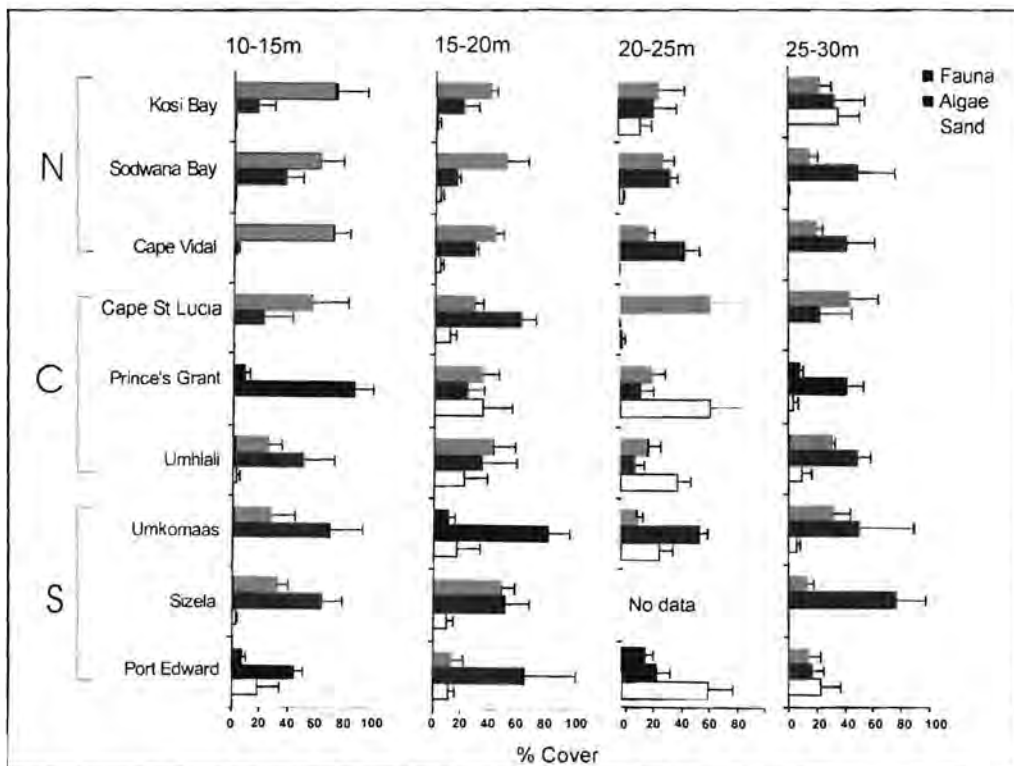 10-15m 15-20m 20-25m 25-30m
Fauna
Algae
Sand
N
Kosi Bay
Sodwana Bay
Cape Vidal
C
Cape St Lucia
Prince's Grant
Umhlali
S
Umkomaas
Sizela
No data
Port Edward
0 20 40 60 80 100 0 20 40 60 80 100 0 20 40 60 80 0 20 40 60 80 100
% Cover